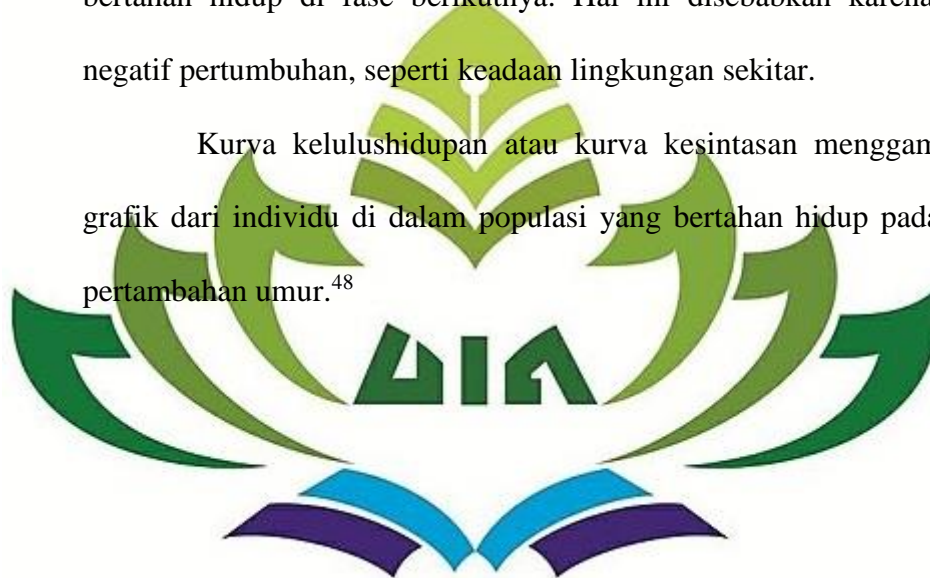 bertahan hidup di fase berikutnya. Hal ini disebabkan karena
negatif pertumbuhan, seperti keadaan lingkungan sekitar.
Kurva kelulushidupan atau kurva kesintasan menggam
grafik dari individu di dalam populasi yang bertahan hidup pada
pertambahan umur.48
UIN